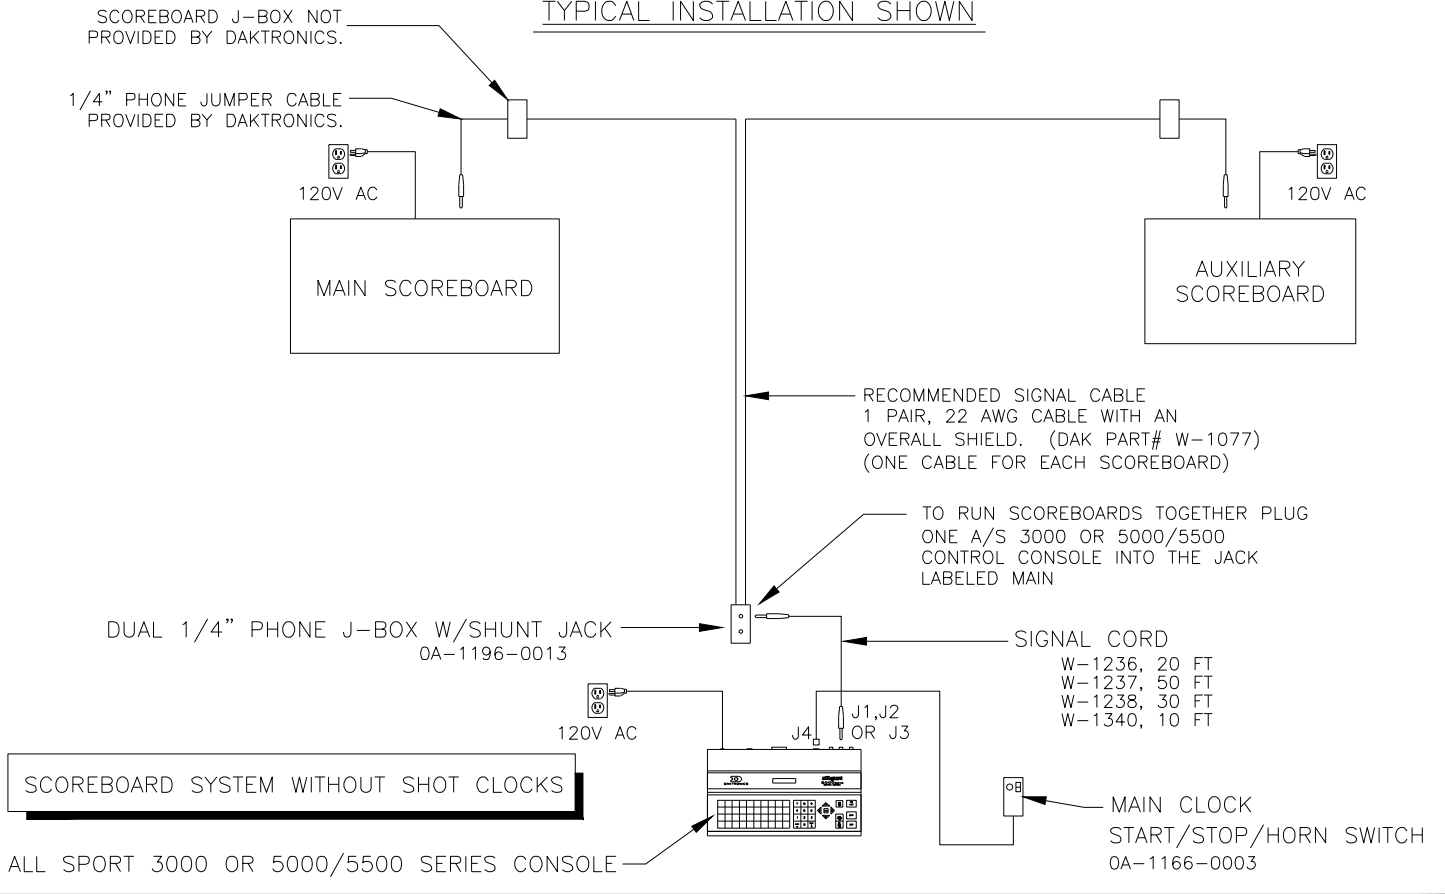 TYPICAL INSTALLATION SHOWN
SCOREBOARD J-BOX NOT
PROVIDED BY DAKTRONICS.
1/4" PHONE JUMPER CABLE
PROVIDED BY DAKTRONICS.
120V AC
120V AC
MAIN SCOREBOARD
AUXILIARY
SCOREBOARD
RECOMMENDED SIGNAL CABLE
1 PAIR, 22 AWG CABLE WITH AN
OVERALL SHIELD. (DAK PART# W-1077)
(ONE CABLE FOR EACH SCOREBOARD)
TO RUN SCOREBOARDS TOGETHER PLUG
ONE A/S 3000 OR 5000/5500
CONTROL CONSOLE INTO THE JACK
LABELED MAIN
DUAL 1/4" PHONE J-BOX W/SHUNT JACK
0A-1196-0013
SIGNAL CORD
W-1236, 20 FT
W-1237, 50 FT
W-1238, 30 FT
W-1340, 10 FT
120V AC
J4
J1,J2
OR J3
DAKTRONICS
SCOREBOARD SYSTEM WITHOUT SHOT CLOCKS
MAIN CLOCK
START/STOP/HORN SWITCH
0A-1166-0003
ALL SPORT 3000 OR 5000/5500 SERIES CONSOLE